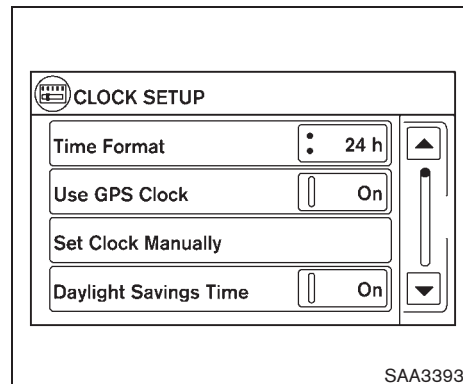 CLOCK SETUP
Time Format 24 h
Use GPS Clock On
Set Clock Manually
Daylight Savings Time On
SAA3393